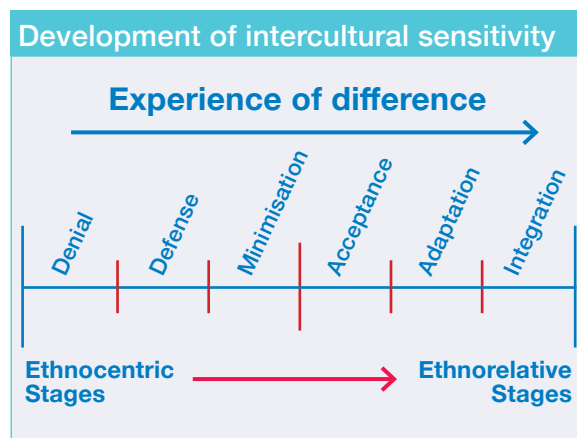 Development of intercultural sensitivity
Experience of difference
Denial
Defense
Minimisation
Acceptance
Adaptation
Integration
Ethnocentric
Stages
Ethnorelative
Stages